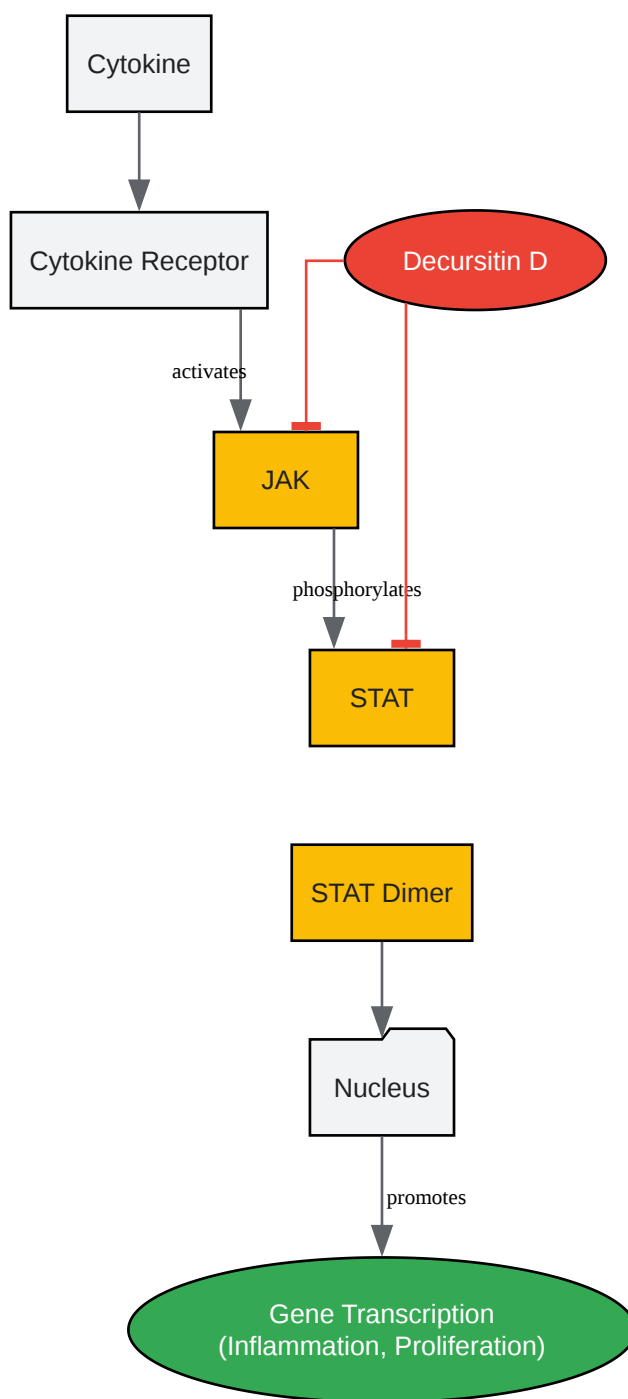 Cytokine
Cytokine Receptor
Decursitin D
activates
JAK
phosphorylates
STAT
STAT Dimer
Nucleus
promotes
Gene Transcription
(Inflammation, Proliferation)